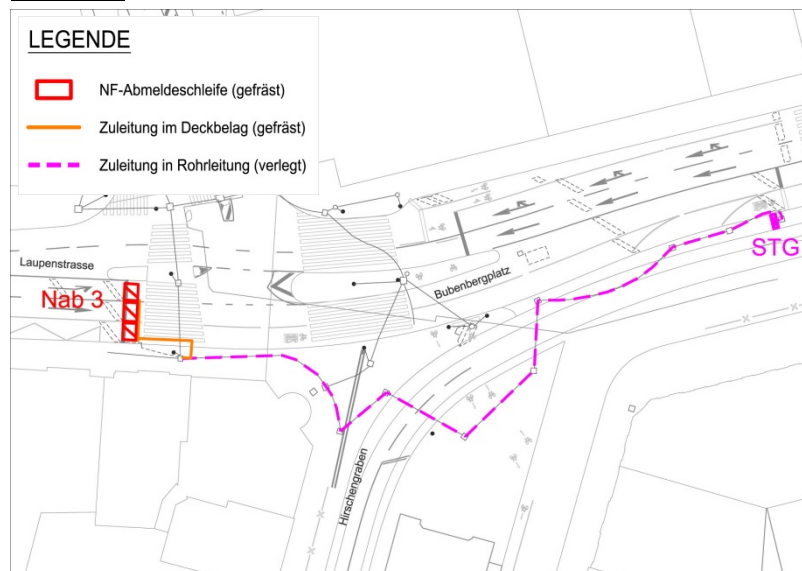 LEGENDE
NF-Abmeldeschleife (gefräst)
Zuleitung im Deckbelag (gefräst)
Zuleitung in Rohrleitung (verlegt)
STG
Laupenstrasse
Bubenbergplatz
Nab 3
Hirschengraben